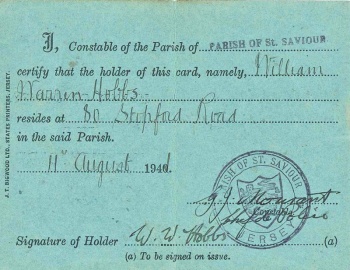 I, Constable of the Parish of PARISH OF St. SAVIOUR
certify that the holder of this card, namely, William
Warren Hobbs
resides at 80 Stopford Road
in the said Parish.
11th August 1941
PARISH OF ST. SAVIOUR
JERSEY
Constable
Signature of Holder W. W. Hobbs (a)
(a) To be signed on issue.
J. T. BIGWOOD LTD., STATES PRINTERS, JERSEY.